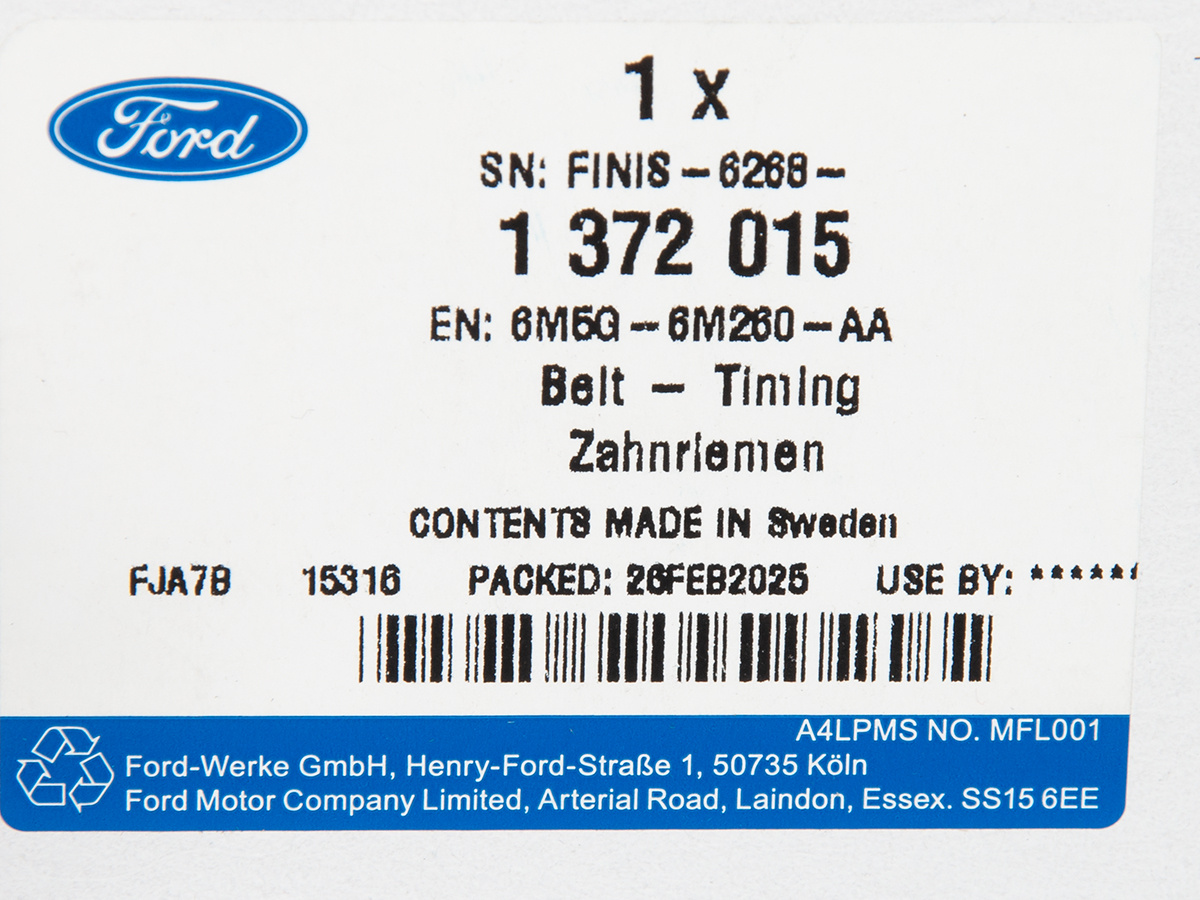 Ford
1 x
SN: FINIS - 6268 -
1 372 015
EN: 6M5G - 6M260 - AA
Belt - Timing
Zahnriemen
CONTENTS MADE IN Sweden
FJA7B 15316 PACKED: 26FEB2025 USE BY: ******
A4LPMS NO. MFL001
Ford-Werke GmbH, Henry-Ford-Straße 1, 50735 Köln
Ford Motor Company Limited, Arterial Road, Laindon, Essex. SS15 6EE